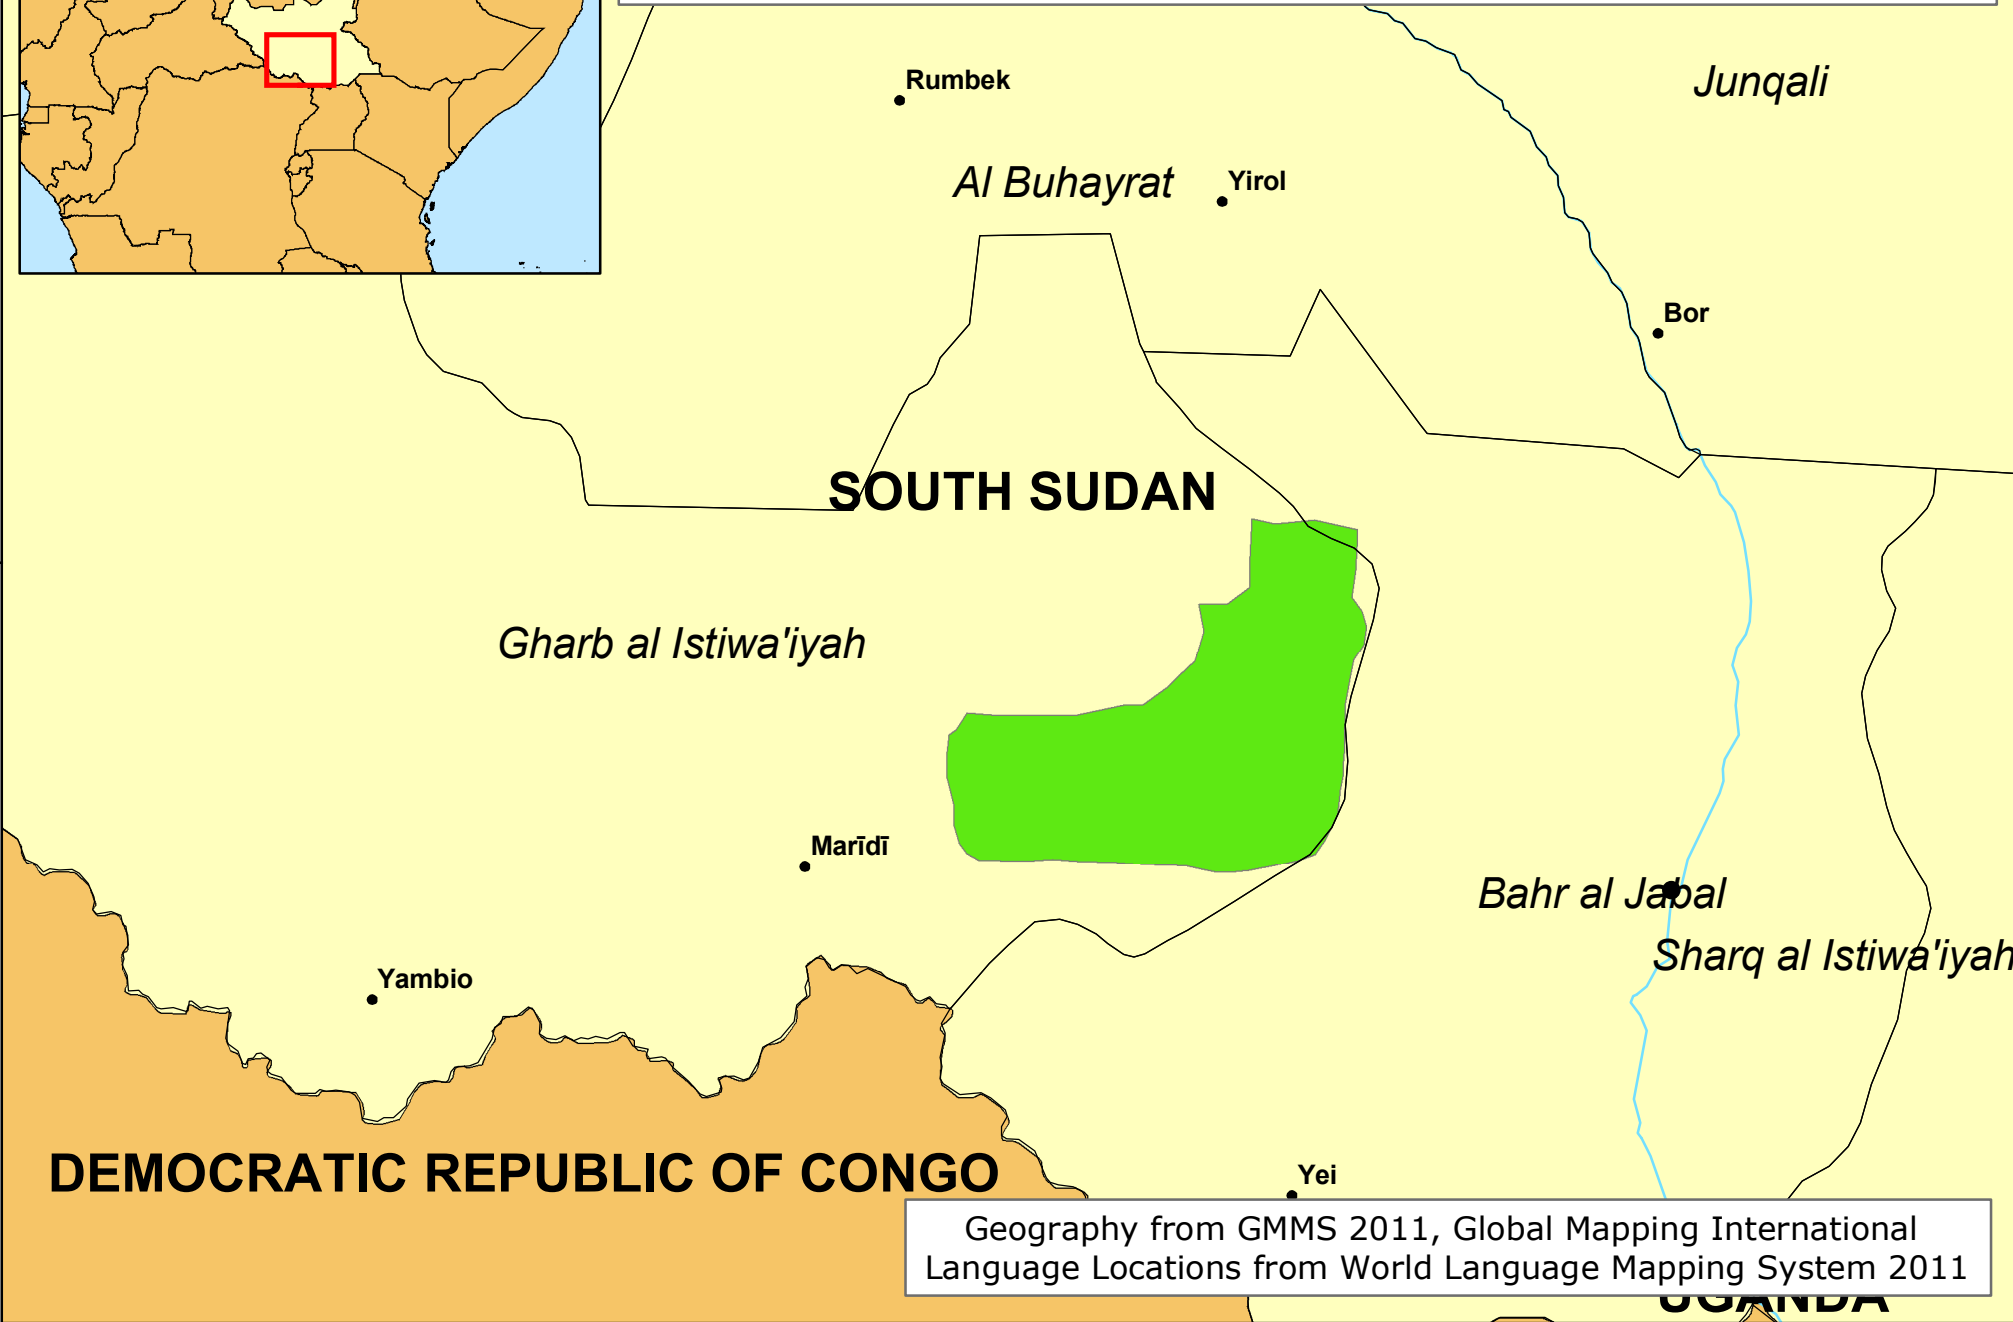 Junqali
Rumbek
Al Buhayrat
Yirol
Bor
SOUTH SUDAN
Gharb al Istiwa'iyah
Marīdī
Bahr al Jabal
Sharq al Istiwa'iyah
Yambio
DEMOCRATIC REPUBLIC OF CONGO
Yei
Geography from GMMS 2011, Global Mapping International
Language Locations from World Language Mapping System 2011
UGANDA